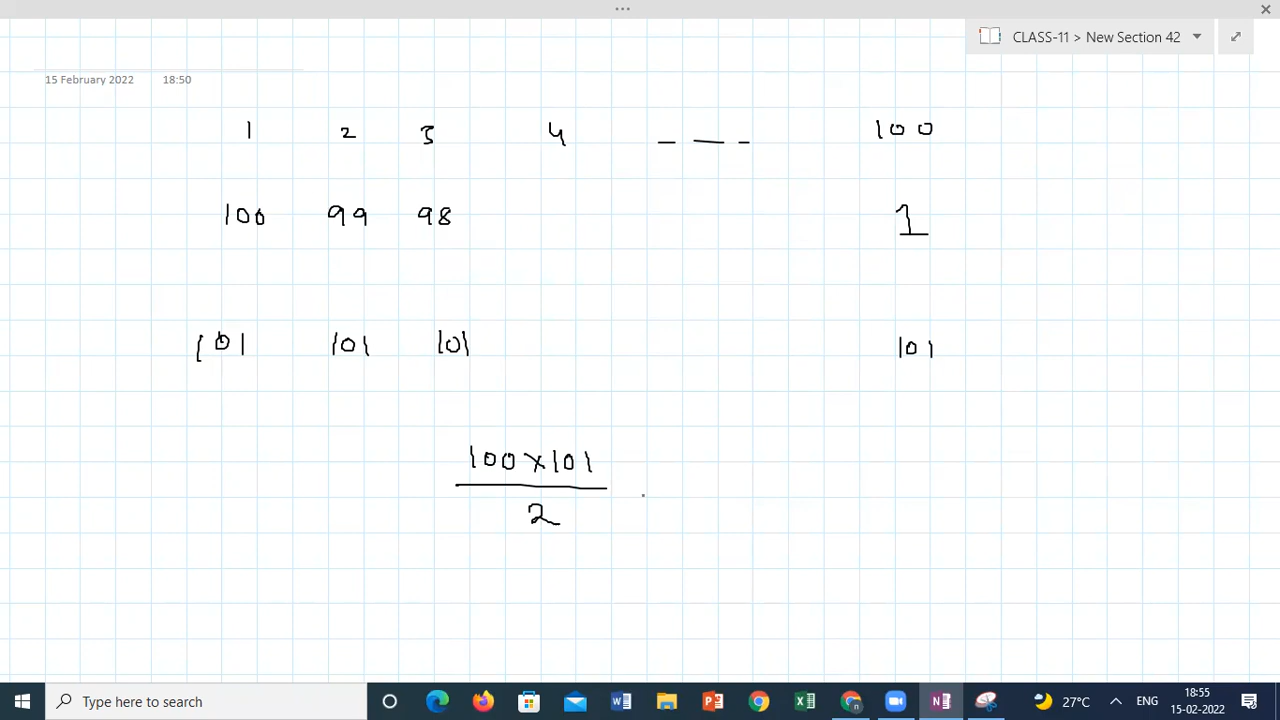 CLASS-11 > New Section 42
15 February 2022 18:50
1 2 3 4 _ _ _ 100
100 99 98 1
101 101 101 101
100 x 101
2
Type here to search
27°C ENG 18:55
15-02-2022